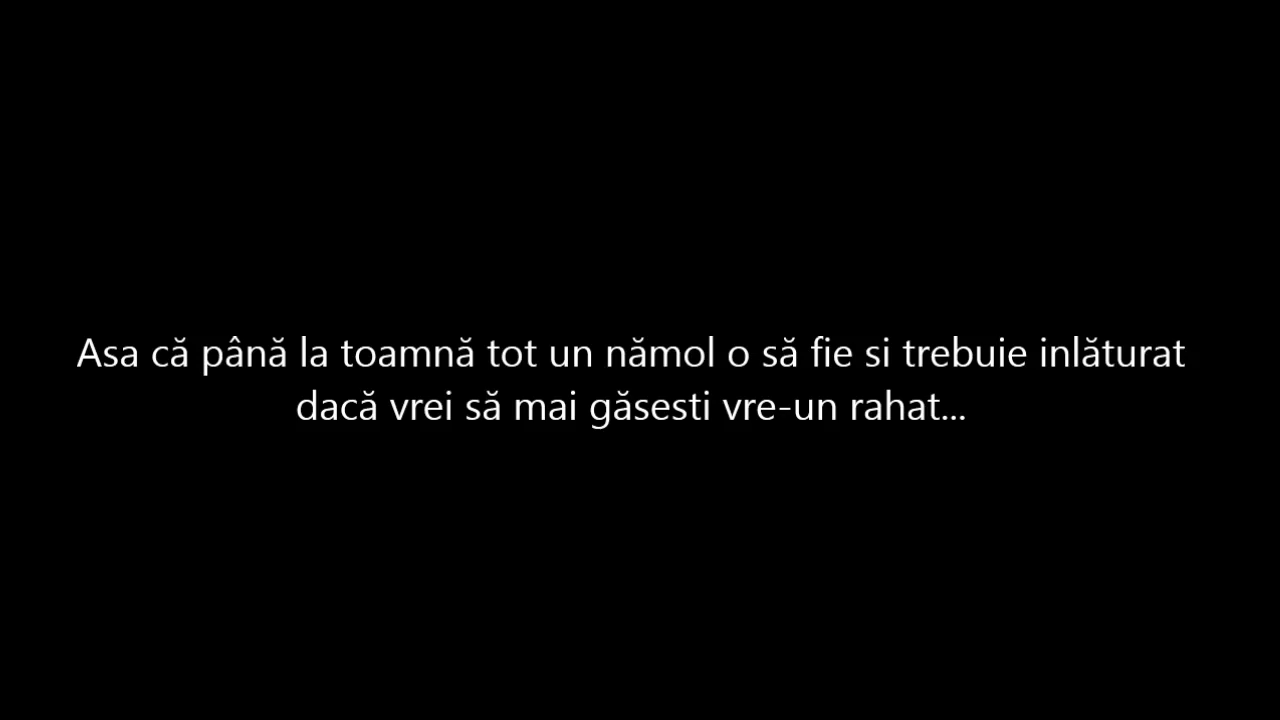 Asa că până la toamnă tot un nămol o să fie si trebuie inlăturat
dacă vrei să mai găsesti vre-un rahat...